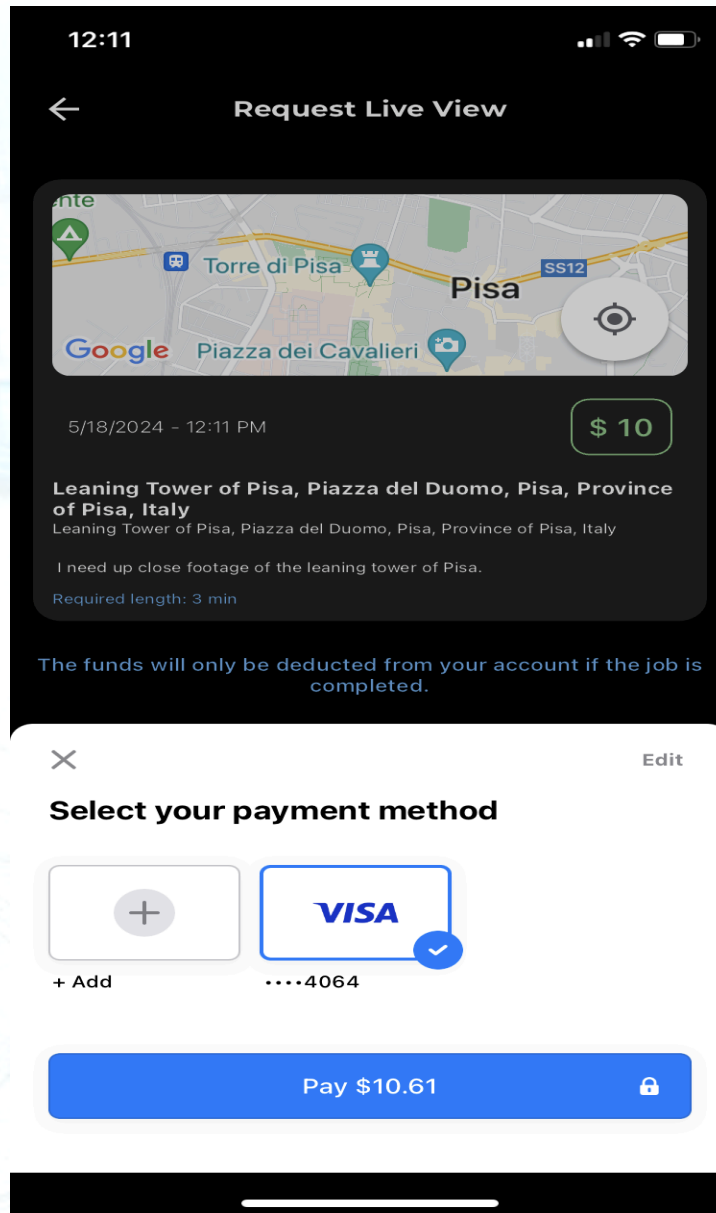 12:11
Request Live View
ente
Torre di Pisa
Pisa
SS12
Google
Piazza dei Cavalieri
5/18/2024 - 12:11 PM
$ 10
Leaning Tower of Pisa, Piazza del Duomo, Pisa, Province
of Pisa, Italy
Leaning Tower of Pisa, Piazza del Duomo, Pisa, Province of Pisa, Italy
I need up close footage of the leaning tower of Pisa.
Required length: 3 min
The funds will only be deducted from your account if the job is
completed.
Edit
Select your payment method
VISA
+ Add
••••4064
Pay $10.61